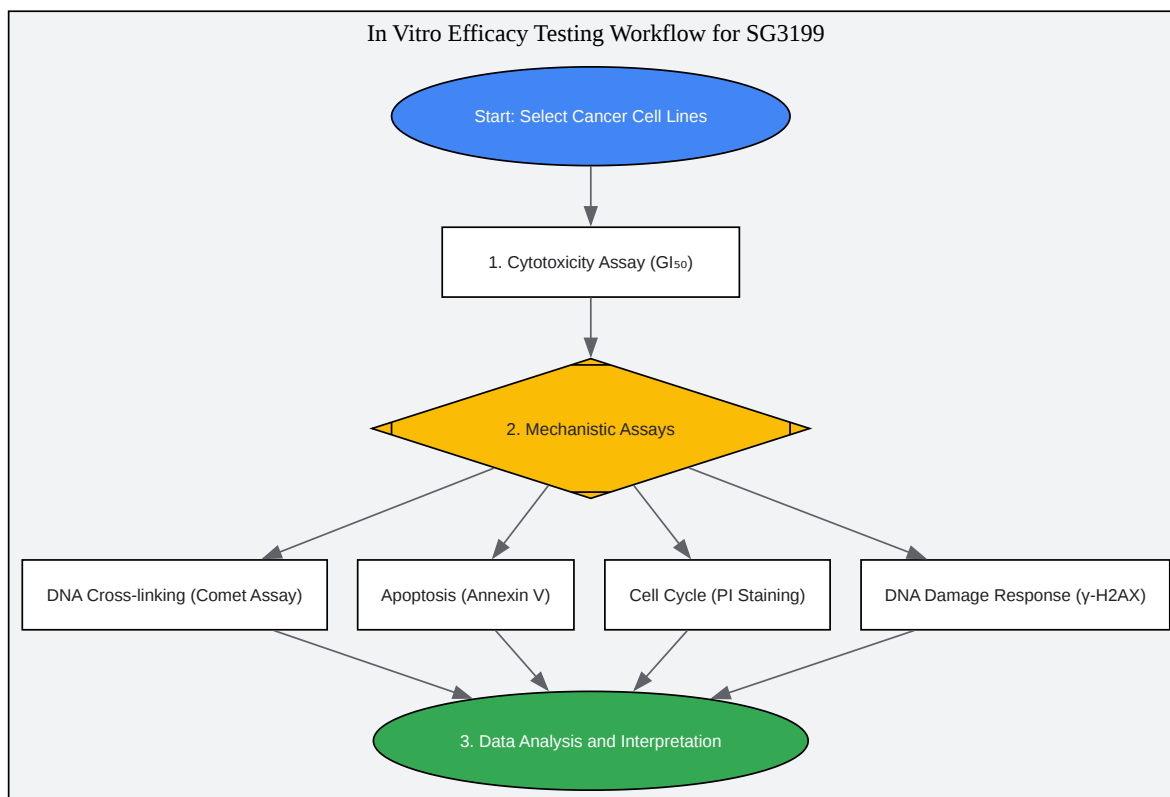 In Vitro Efficacy Testing Workflow for SG3199
Start: Select Cancer Cell Lines
1. Cytotoxicity Assay (GI₅₀)
2. Mechanistic Assays
DNA Cross-linking (Comet Assay)
Apoptosis (Annexin V)
Cell Cycle (PI Staining)
DNA Damage Response (γ-H2AX)
3. Data Analysis and Interpretation